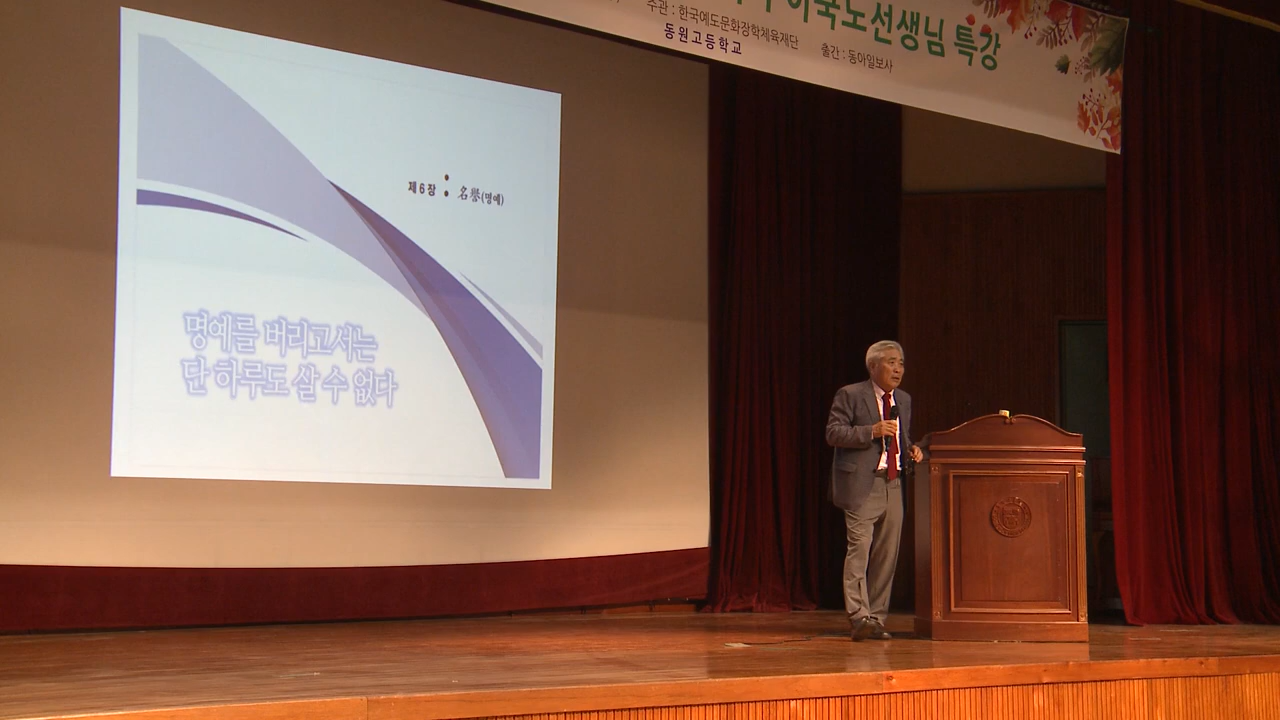 이국노선생님 특강
주관 : 한국예도문화장학체육재단
동원고등학교
출간 : 동아일보사
제 6 장 : 名譽(명예)
명예를 버리고서는
단 하루도 살 수 없다